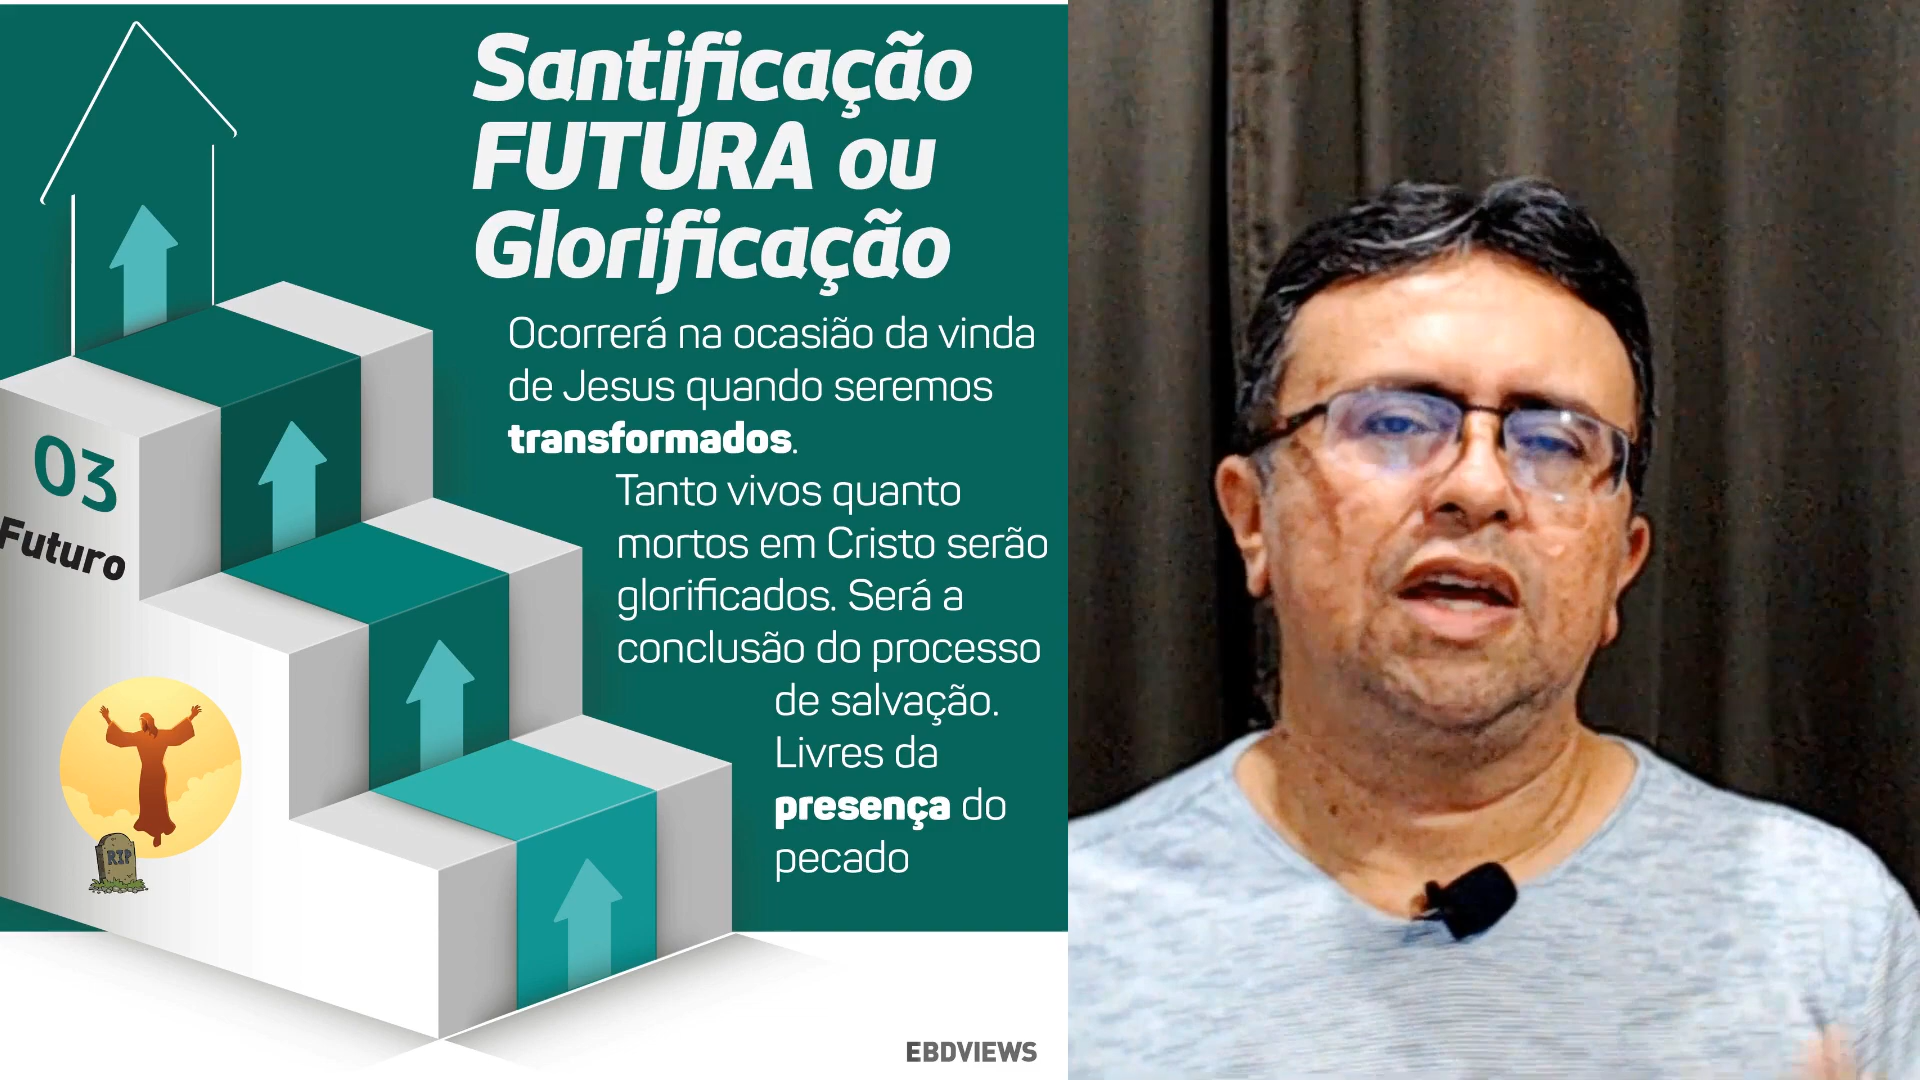 Santificação
FUTURA ou
Glorificação
Ocorrerá na ocasião da vinda
de Jesus quando seremos
transformados.
Tanto vivos quanto
mortos em Cristo serão
glorificados. Será a
conclusão do processo
de salvação.
Livres da
presença do
pecado
03
Futuro
RIP
EBDVIEWS